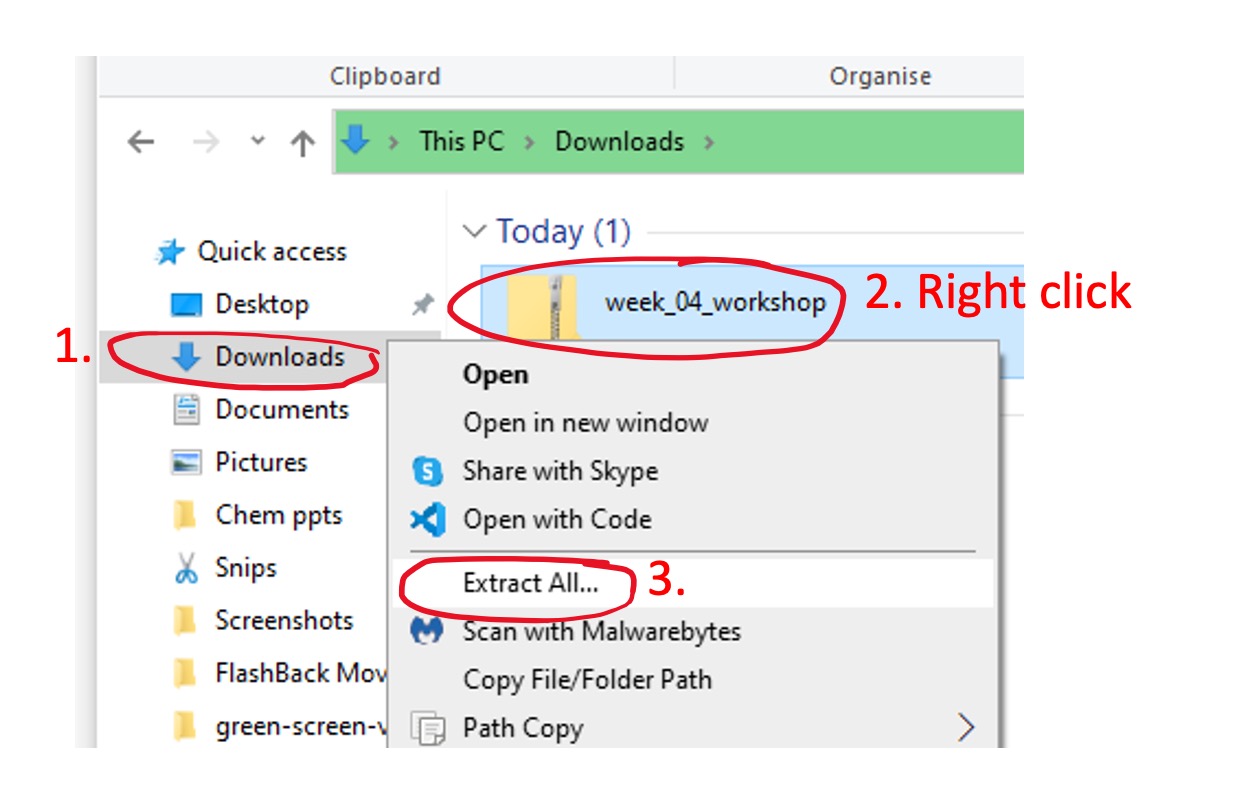 Clipboard
Organise
This PC > Downloads >
Today (1)
Quick access
week_04_workshop
2. Right click
Desktop
1.
Downloads
Open
Documents
Open in new window
Pictures
Share with Skype
Chem ppts
Open with Code
Snips
Extract All...
3.
Screenshots
Scan with Malwarebytes
FlashBack Mov
Copy File/Folder Path
green-screen-v
Path Copy